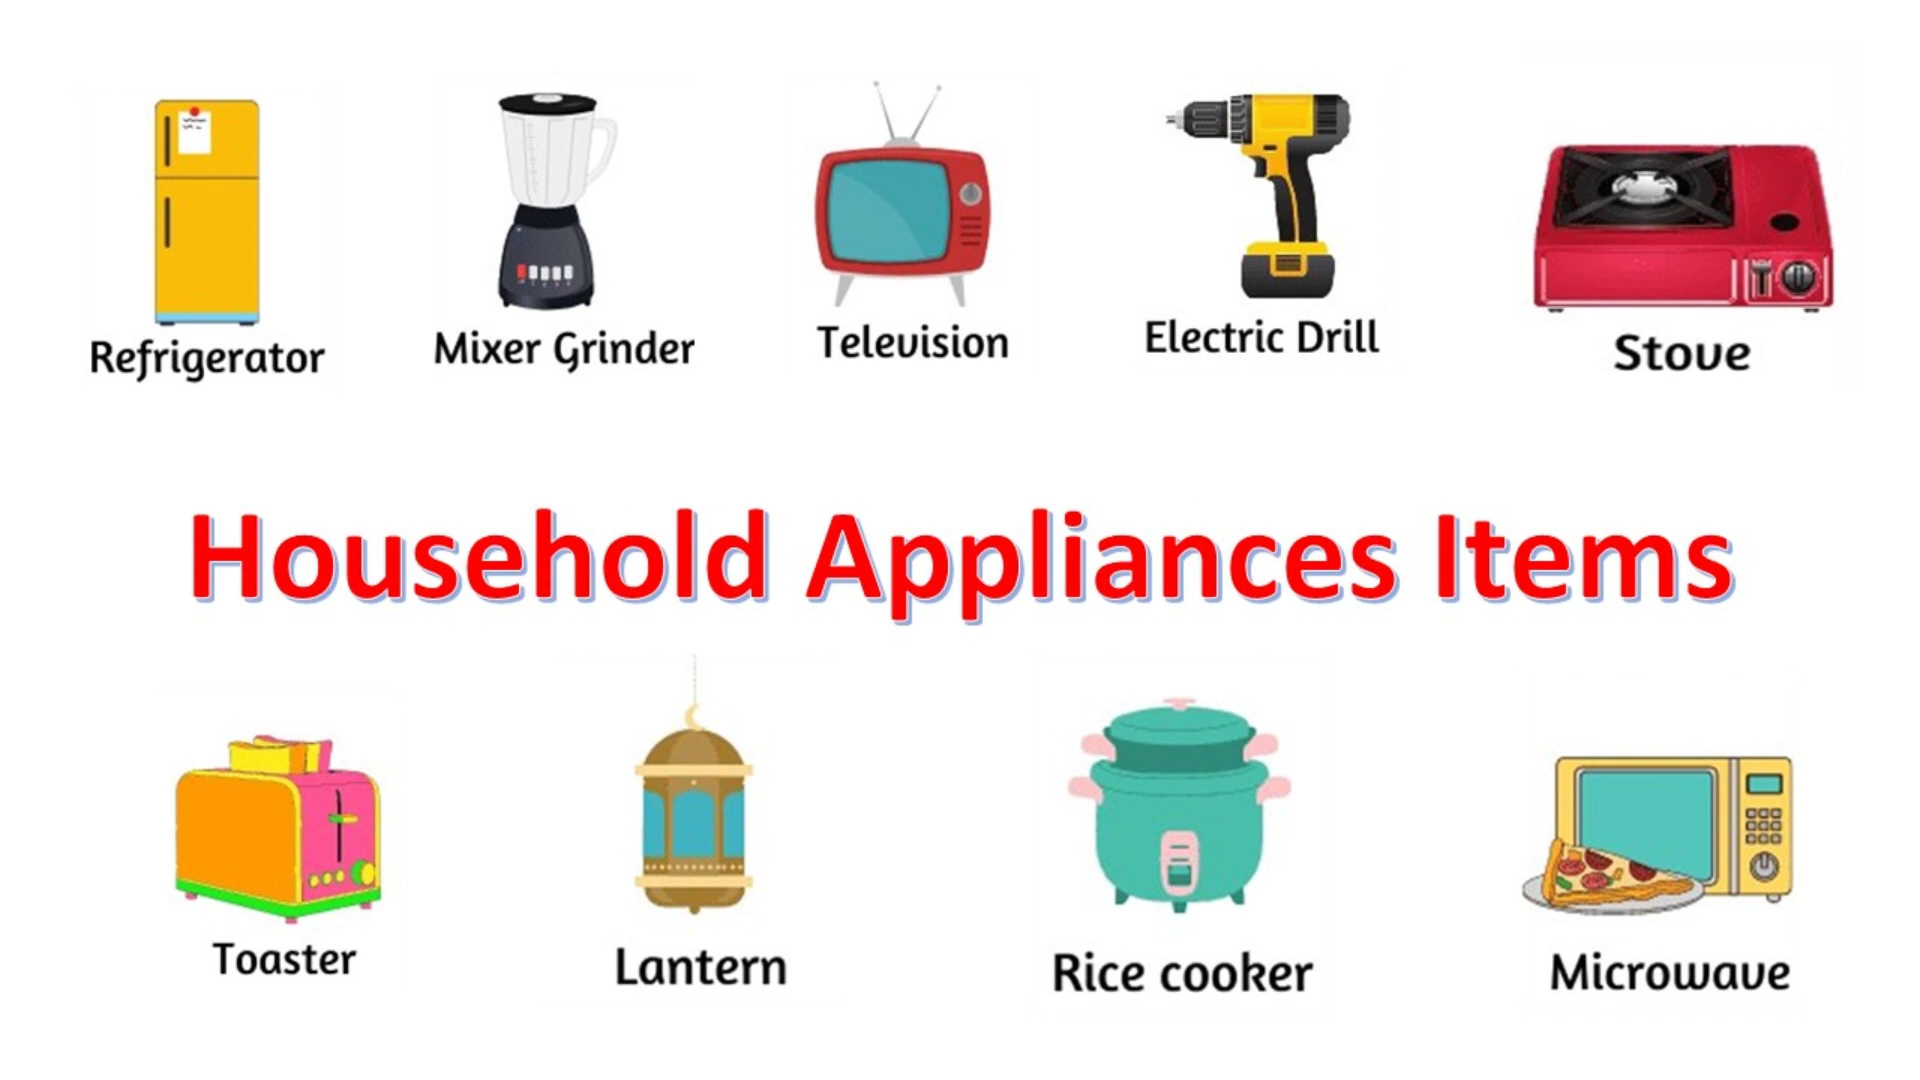 Refrigerator
Mixer Grinder
Television
Electric Drill
Stove
Household Appliances Items
Toaster
Lantern
Rice cooker
Microwave